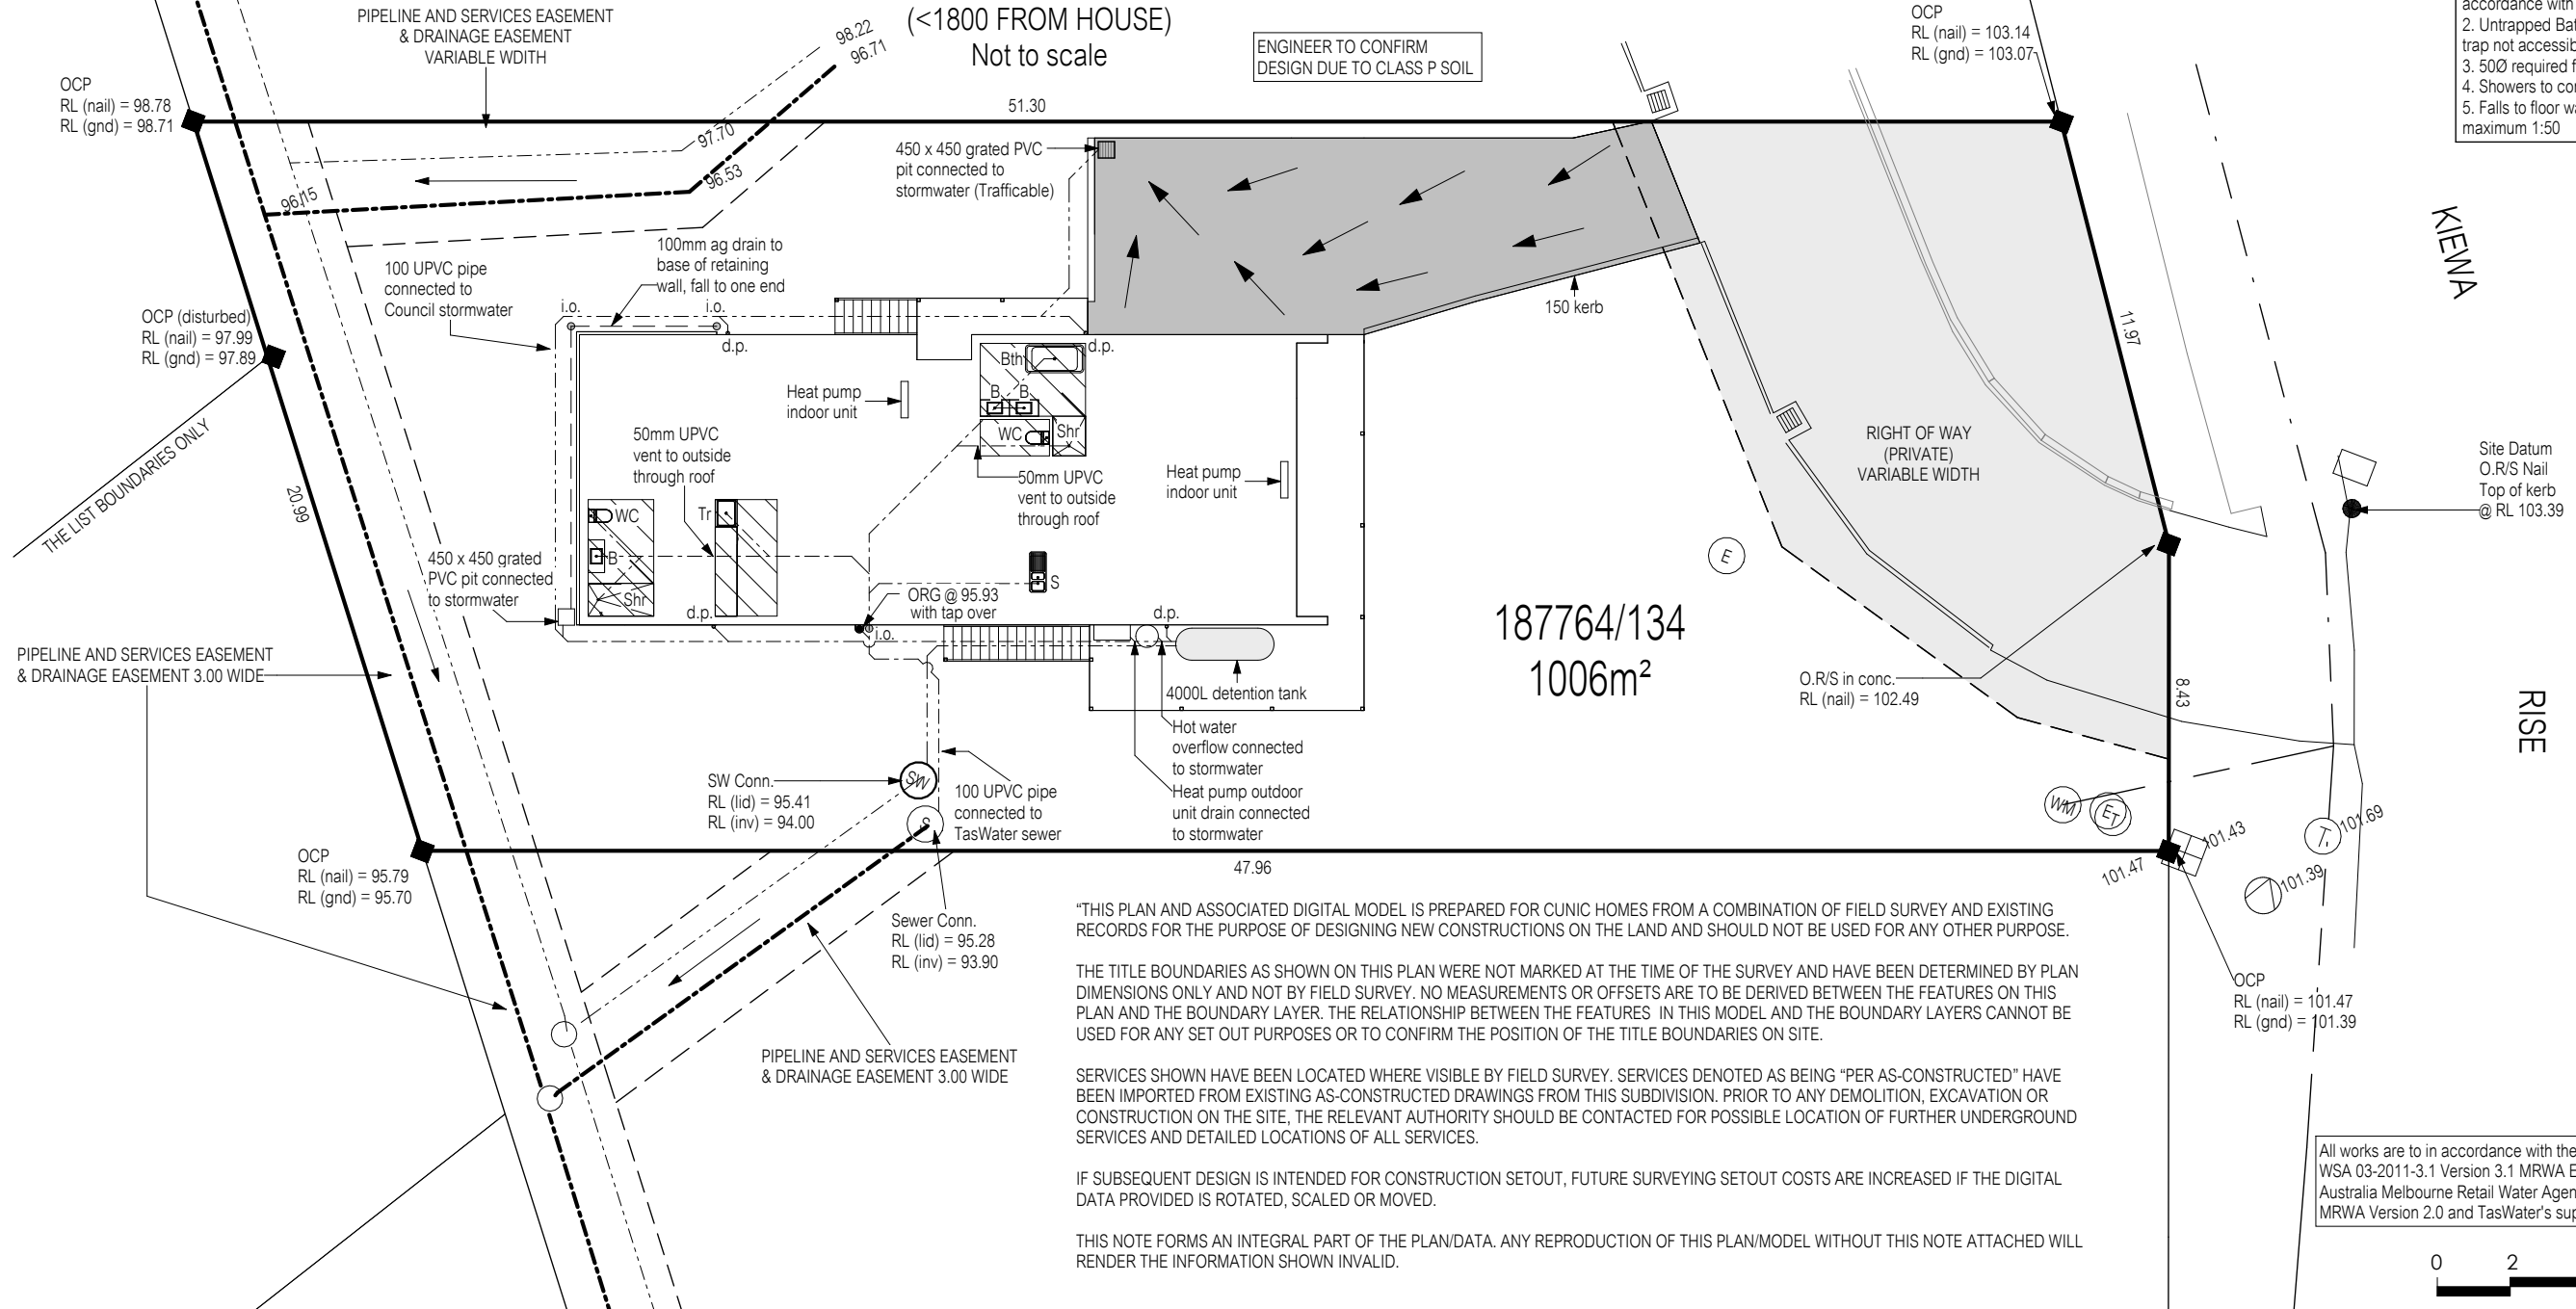 PIPELINE AND SERVICES EASEMENT
& DRAINAGE EASEMENT
VARIABLE WDITH
(<1800 FROM HOUSE)
Not to scale
ENGINEER TO CONFIRM
DESIGN DUE TO CLASS P SOIL
OCP
RL (nail) = 103.14
RL (gnd) = 103.07
accordance with
2. Untrapped
trap not
3. 50Ø required
4. Showers to
5. Falls to floor
maximum 1:50
OCP
RL (nail) = 98.78
RL (gnd) = 98.71
98.22
96.71
97.70
96.53
96.15
51.30
450 x 450 grated PVC
pit connected to
stormwater (Trafficable)
100mm ag drain to
base of retaining
wall, fall to one end
100 UPVC pipe
connected to
Council stormwater
i.o.
i.o.
d.p.
d.p.
150 kerb
KIEWA
RISE
11.97
OCP (disturbed)
RL (nail) = 97.99
RL (gnd) = 97.89
THE LIST BOUNDARIES ONLY
20.99
Heat pump
indoor unit
Bth
B
B
WC
Shr
50mm UPVC
vent to outside
through roof
50mm UPVC
vent to outside
through roof
Heat pump
indoor unit
RIGHT OF WAY
(PRIVATE)
VARIABLE WIDTH
Site Datum
O.R/S Nail
Top of kerb
@ RL 103.39
WC
Tr
B
Shr
S
E
450 x 450 grated
PVC pit connected
to stormwater
ORG @ 95.93
with tap over
d.p.
i.o.
d.p.
187764/134
1006m²
PIPELINE AND SERVICES EASEMENT
& DRAINAGE EASEMENT 3.00 WIDE
4000L detention tank
O.R/S in conc.
RL (nail) = 102.49
8.43
Hot water
overflow connected
to stormwater
Heat pump outdoor
unit drain connected
to stormwater
SW Conn.
RL (lid) = 95.41
RL (inv) = 94.00
SW
S
100 UPVC pipe
connected to
TasWater sewer
WM
ET
T
101.69
101.43
101.47
101.39
OCP
RL (nail) = 95.79
RL (gnd) = 95.70
47.96
Sewer Conn.
RL (lid) = 95.28
RL (inv) = 93.90
OCP
RL (nail) = 101.47
RL (gnd) = 101.39
PIPELINE AND SERVICES EASEMENT
& DRAINAGE EASEMENT 3.00 WIDE
"THIS PLAN AND ASSOCIATED DIGITAL MODEL IS PREPARED FOR CUNIC HOMES FROM A COMBINATION OF FIELD SURVEY AND EXISTING
RECORDS FOR THE PURPOSE OF DESIGNING NEW CONSTRUCTIONS ON THE LAND AND SHOULD NOT BE USED FOR ANY OTHER PURPOSE.
THE TITLE BOUNDARIES AS SHOWN ON THIS PLAN WERE NOT MARKED AT THE TIME OF THE SURVEY AND HAVE BEEN DETERMINED BY PLAN
DIMENSIONS ONLY AND NOT BY FIELD SURVEY. NO MEASUREMENTS OR OFFSETS ARE TO BE DERIVED BETWEEN THE FEATURES ON THIS
PLAN AND THE BOUNDARY LAYER. THE RELATIONSHIP BETWEEN THE FEATURES IN THIS MODEL AND THE BOUNDARY LAYERS CANNOT BE
USED FOR ANY SET OUT PURPOSES OR TO CONFIRM THE POSITION OF THE TITLE BOUNDARIES ON SITE.
SERVICES SHOWN HAVE BEEN LOCATED WHERE VISIBLE BY FIELD SURVEY. SERVICES DENOTED AS BEING "PER AS-CONSTRUCTED" HAVE
BEEN IMPORTED FROM EXISTING AS-CONSTRUCTED DRAWINGS FROM THIS SUBDIVISION. PRIOR TO ANY DEMOLITION, EXCAVATION OR
CONSTRUCTION ON THE SITE, THE RELEVANT AUTHORITY SHOULD BE CONTACTED FOR POSSIBLE LOCATION OF FURTHER UNDERGROUND
SERVICES AND DETAILED LOCATIONS OF ALL SERVICES.
IF SUBSEQUENT DESIGN IS INTENDED FOR CONSTRUCTION SETOUT, FUTURE SURVEYING SETOUT COSTS ARE INCREASED IF THE DIGITAL
DATA PROVIDED IS ROTATED, SCALED OR MOVED.
THIS NOTE FORMS AN INTEGRAL PART OF THE PLAN/DATA. ANY REPRODUCTION OF THIS PLAN/MODEL WITHOUT THIS NOTE ATTACHED WILL
RENDER THE INFORMATION SHOWN INVALID.
All works are to in accordance with the
WSA 03-2011-3.1 Version 3.1 MRWA
Australia Melbourne Retail Water
MRWA Version 2.0 and TasWater's
0 2